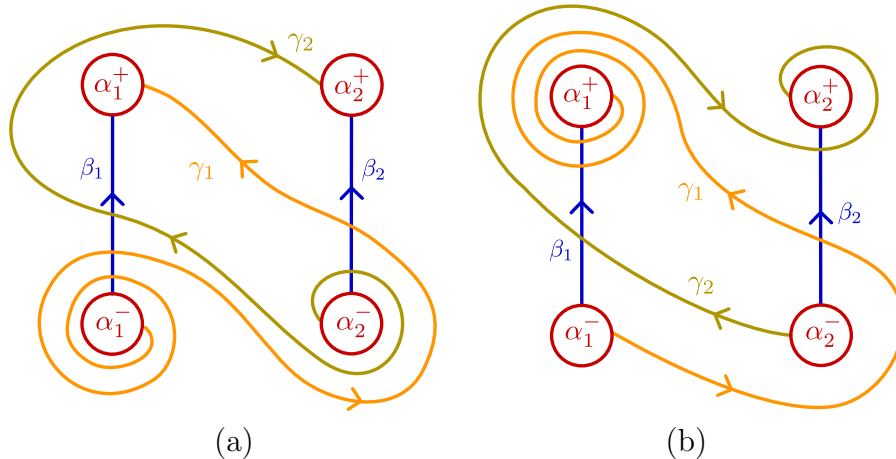 γ₂
α₁⁺ α₂⁺
β₁ γ₁ β₂
α₁⁻ α₂⁻
(a)
α₁⁺ α₂⁺
γ₁ β₂
β₁ γ₂
α₁⁻ α₂⁻
(b)